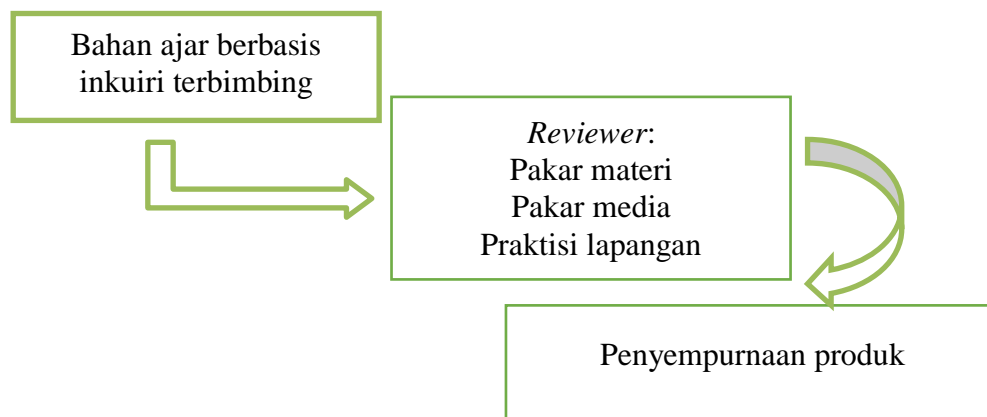 Bahan ajar berbasis
inkuiri terbimbing
Reviewer:
Pakar materi
Pakar media
Praktisi lapangan
Penyempurnaan produk